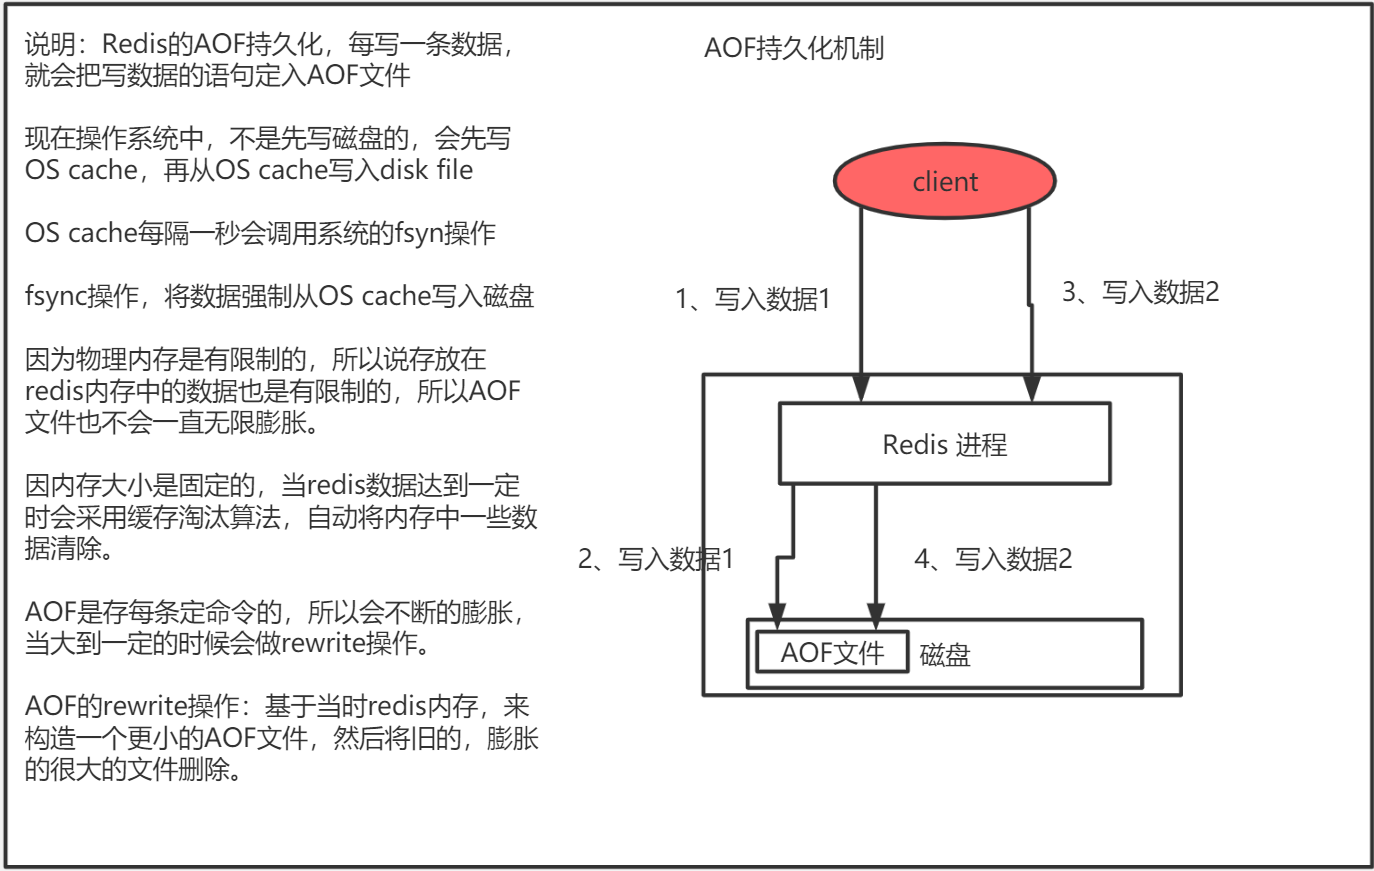 说明：Redis的AOF持久化，每写一条数据，
就会把写数据的语句定入AOF文件
现在操作系统中，不是先写磁盘的，会先写
OS cache，再从OS cache写入disk file
OS cache每隔一秒会调用系统的fsyn操作
fsync操作，将数据强制从OS cache写入磁盘
因为物理内存是有限制的，所以说存放在
redis内存中的数据也是有限制的，所以AOF
文件也不会一直无限膨胀。
因内存大小是固定的，当redis数据达到一定
时会采用缓存淘汰算法，自动将内存中一些数
据清除。
AOF是存每条定命令的，所以会不断的膨胀，
当大到一定的时候会做rewrite操作。
AOF的rewrite操作：基于当时redis内存，来
构造一个更小的AOF文件，然后将旧的，膨胀
的很大的文件删除。
AOF持久化机制
client
1、写入数据1
3、写入数据2
Redis 进程
2、写入数据1
4、写入数据2
AOF文件
磁盘